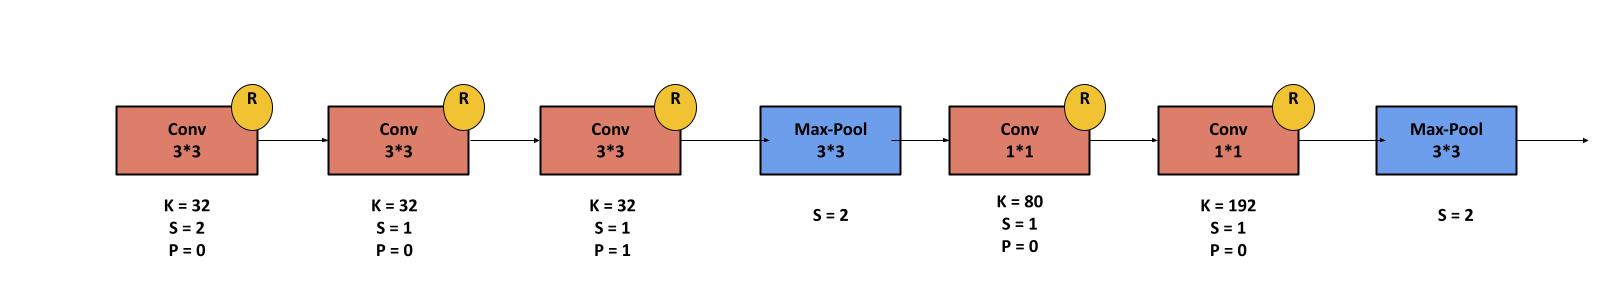 R
Conv
3*3
K = 32
S = 2
P = 0
R
Conv
3*3
K = 32
S = 1
P = 0
R
Conv
3*3
K = 32
S = 1
P = 1
Max-Pool
3*3
S = 2
R
Conv
1*1
K = 80
S = 1
P = 0
R
Conv
1*1
K = 192
S = 1
P = 0
Max-Pool
3*3
S = 2